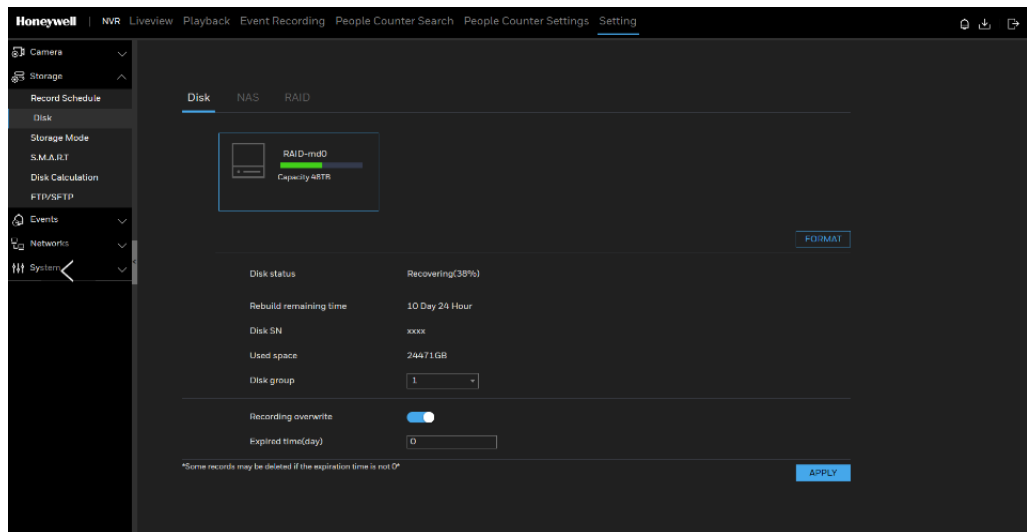 Honeywell | NVR Liveview Playback Event Recording People Counter Search People Counter Settings Setting
Camera
Storage
Record Schedule
Disk
Storage Mode
S.M.A.R.T
Disk Calculation
FTP/SFTP
Events
Networks
System
Disk NAS RAID
RAID-md0
Capacity 48TB
FORMAT
Disk status Recovering(38%)
Rebuild remaining time 10 Day 24 Hour
Disk SN xxxx
Used space 24471GB
Disk group 1
Recording overwrite
Expired time(day) 0
*Some records may be deleted if the expiration time is not 0*
APPLY